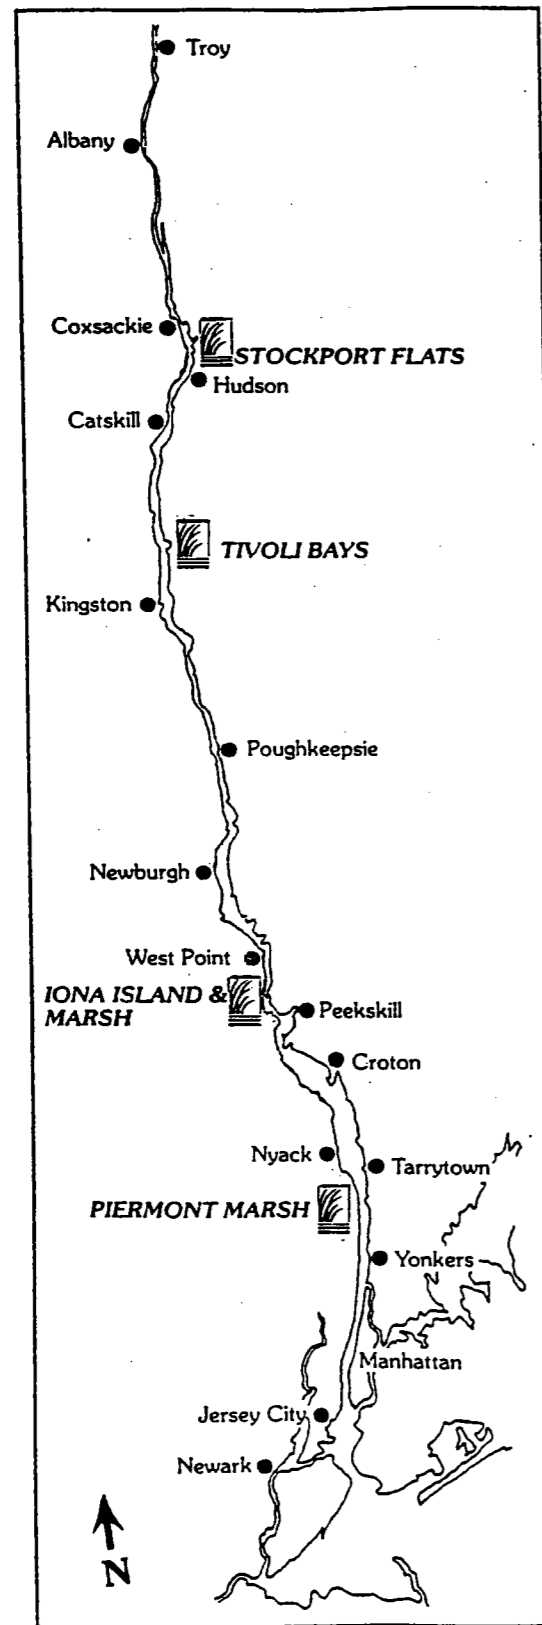 Troy
Albany
Coxsackie
STOCKPORT FLATS
Hudson
Catskill
TIVOLI BAYS
Kingston
Poughkeepsie
Newburgh
West Point
IONA ISLAND &
MARSH
Peekskill
Croton
Nyack
Tarrytown
PIERMONT MARSH
Yonkers
Manhattan
Jersey City
Newark
N